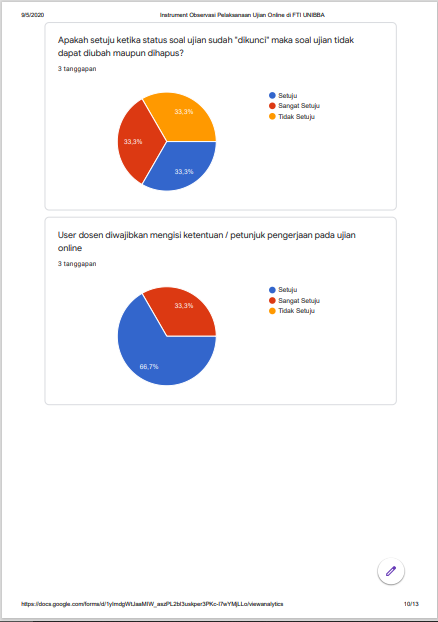 9/5/2020
Instrument Observasi Pelaksanaan Ujian Online di FTI UNIBBA
Apakah setuju ketika status soal ujian sudah "dikunci" maka soal ujian tidak
dapat diubah maupun dihapus?
3 tanggapan
Setuju
Sangat Setuju
Tidak Setuju
33,3%
33,3%
33,3%
User dosen diwajibkan mengisi ketentuan / petunjuk pengerjaan pada ujian
online
3 tanggapan
Setuju
Sangat Setuju
Tidak Setuju
33,3%
66,7%
10/13